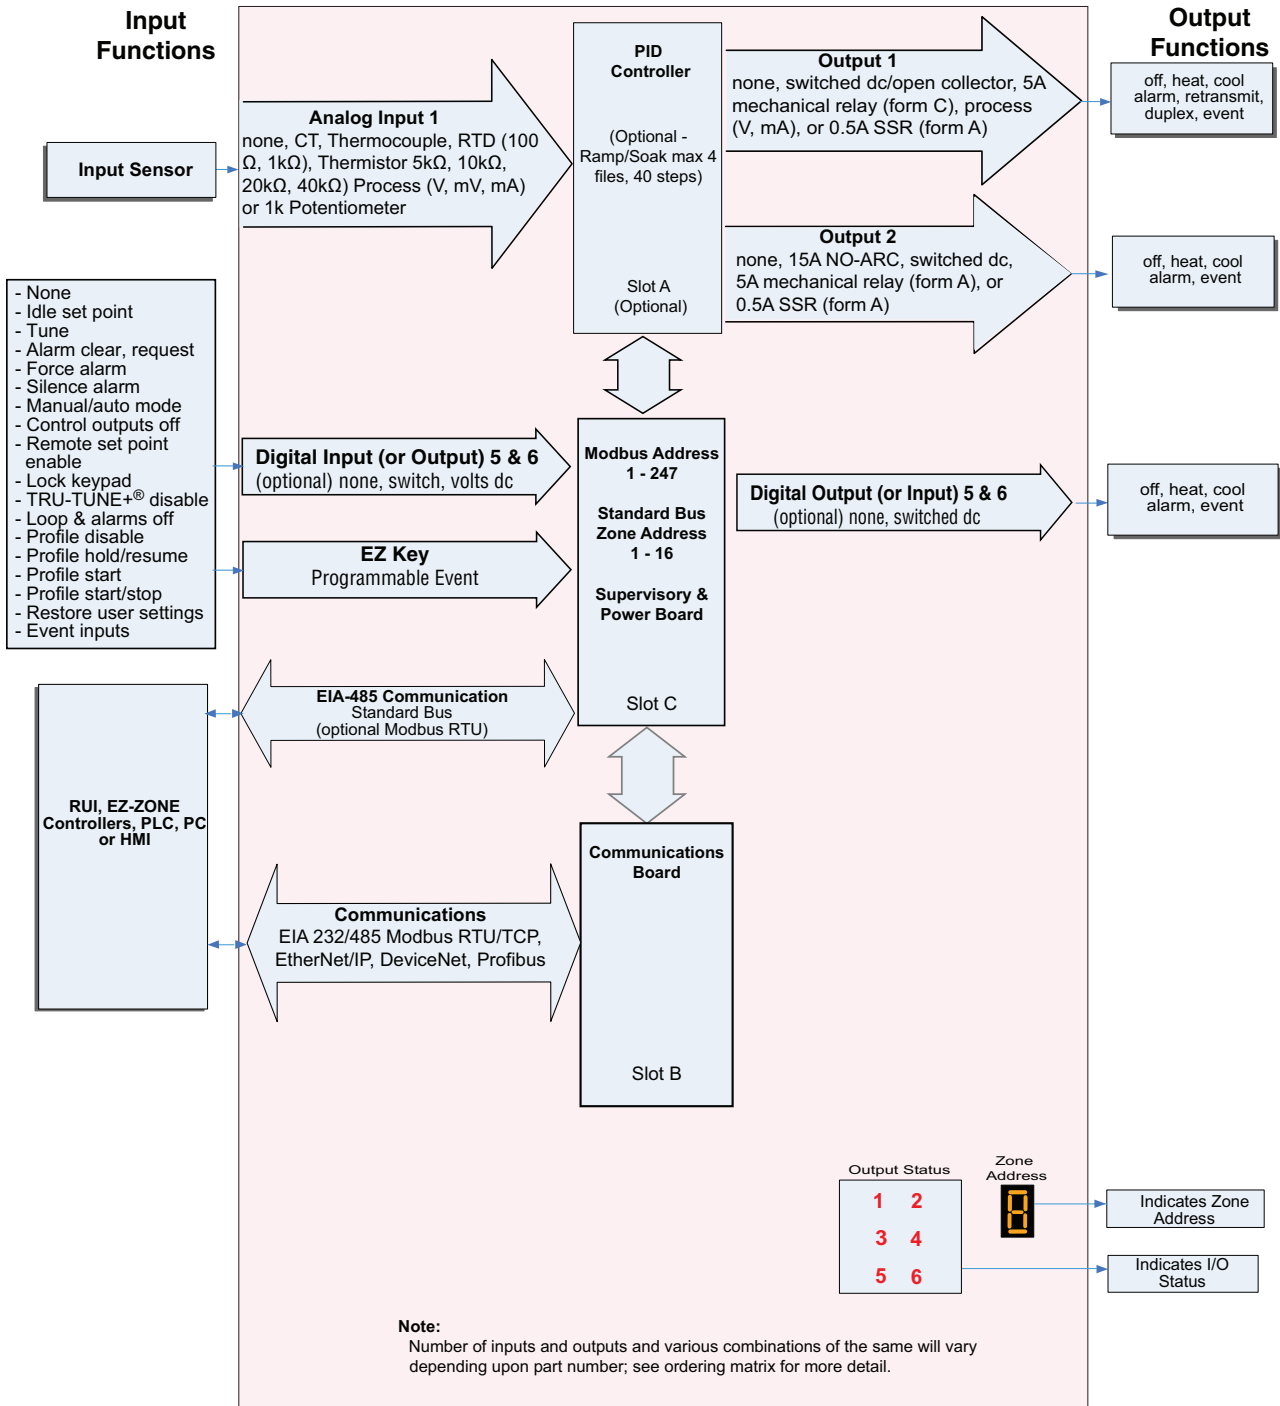 Input
Functions
Output
Functions
PID
Controller
(Optional -
Ramp/Soak max 4
files, 40 steps)
Slot A
(Optional)
Analog Input 1
none, CT, Thermocouple, RTD (100
Ω, 1kΩ), Thermistor 5kΩ, 10kΩ,
20kΩ, 40kΩ) Process (V, mV, mA)
or 1k Potentiometer
Input Sensor
Output 1
none, switched dc/open collector, 5A
mechanical relay (form C), process
(V, mA), or 0.5A SSR (form A)
off, heat, cool
alarm, retransmit,
duplex, event
Output 2
none, 15A NO-ARC, switched dc,
5A mechanical relay (form A), or
0.5A SSR (form A)
off, heat, cool
alarm, event
- None
- Idle set point
- Tune
- Alarm clear, request
- Force alarm
- Silence alarm
- Manual/auto mode
- Control outputs off
- Remote set point
enable
- Lock keypad
- TRU-TUNE+® disable
- Loop & alarms off
- Profile disable
- Profile hold/resume
- Profile start
- Profile start/stop
- Restore user settings
- Event inputs
Digital Input (or Output) 5 & 6
(optional) none, switch, volts dc
EZ Key
Programmable Event
Modbus Address
1 - 247
Standard Bus
Zone Address
1 - 16
Supervisory &
Power Board
Slot C
Digital Output (or Input) 5 & 6
(optional) none, switched dc
off, heat, cool
alarm, event
EIA-485 Communication
Standard Bus
(optional Modbus RTU)
RUI, EZ-ZONE
Controllers, PLC, PC
or HMI
Communications
Board
Slot B
Communications
EIA 232/485 Modbus RTU/TCP,
EtherNet/IP, DeviceNet, Profibus
Output Status
1 2
3 4
5 6
Zone
Address
8
Indicates Zone
Address
Indicates I/O
Status
Note:
Number of inputs and outputs and various combinations of the same will vary
depending upon part number; see ordering matrix for more detail.